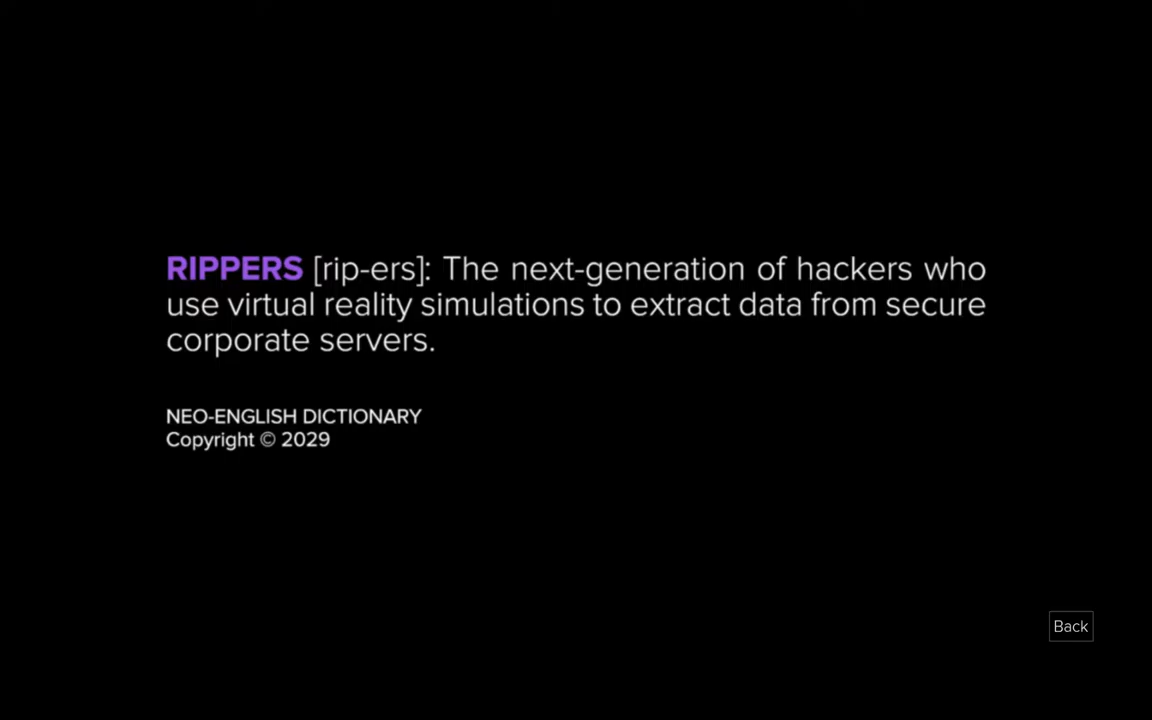 RIPPERS [rip-ers]: The next-generation of hackers who
use virtual reality simulations to extract data from secure
corporate servers.
NEO-ENGLISH DICTIONARY
Copyright © 2029
Back